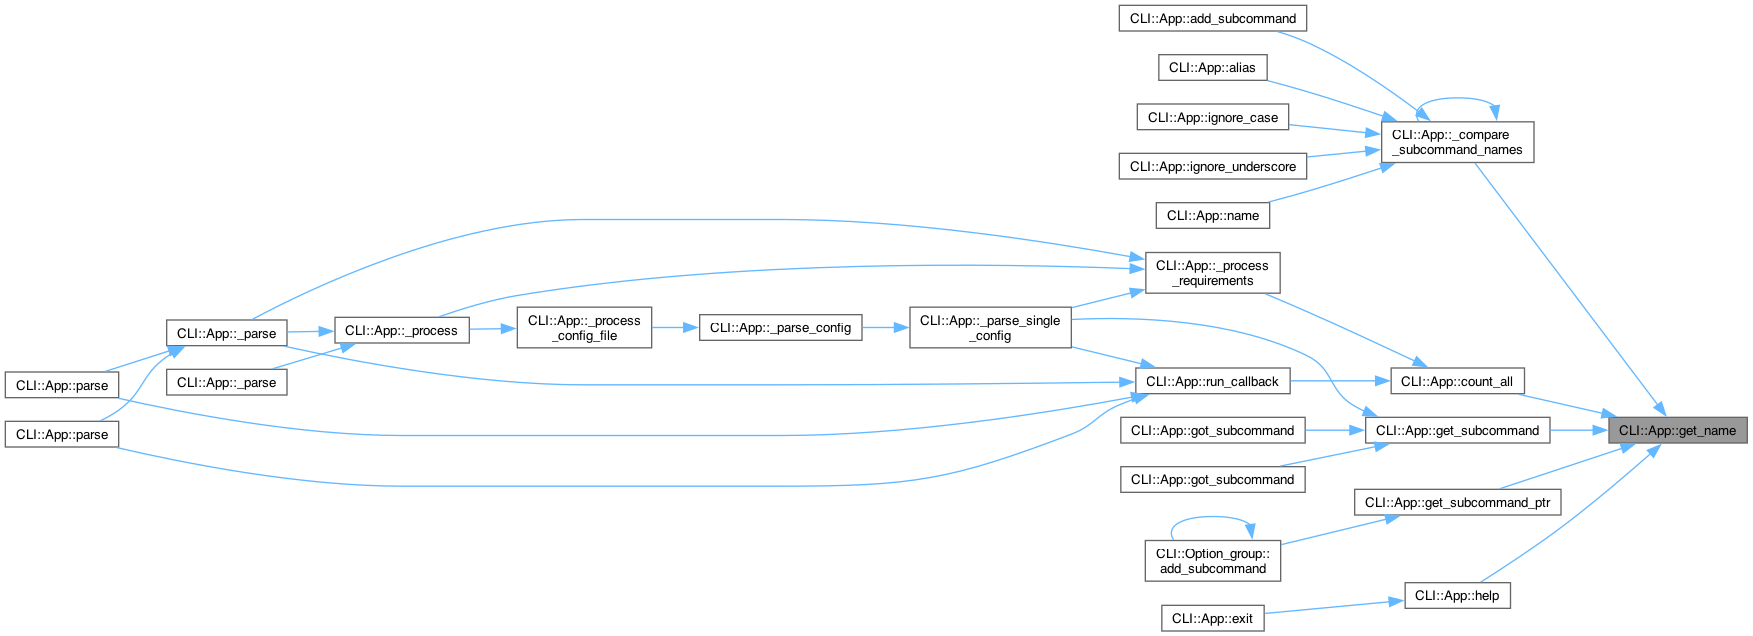 CLI::App::add_subcommand
CLI::App::alias
CLI::App::ignore_case
CLI::App::_compare
_subcommand_names
CLI::App::ignore_underscore
CLI::App::name
CLI::App::_process
_requirements
CLI::App::_parse
CLI::App::_process
CLI::App::_process
_config_file
CLI::App::_parse_config
CLI::App::_parse_single
_config
CLI::App::parse
CLI::App::_parse
CLI::App::run_callback
CLI::App::count_all
CLI::App::parse
CLI::App::got_subcommand
CLI::App::get_subcommand
CLI::App::get_name
CLI::App::got_subcommand
CLI::App::get_subcommand_ptr
CLI::Option_group::
add_subcommand
CLI::App::help
CLI::App::exit